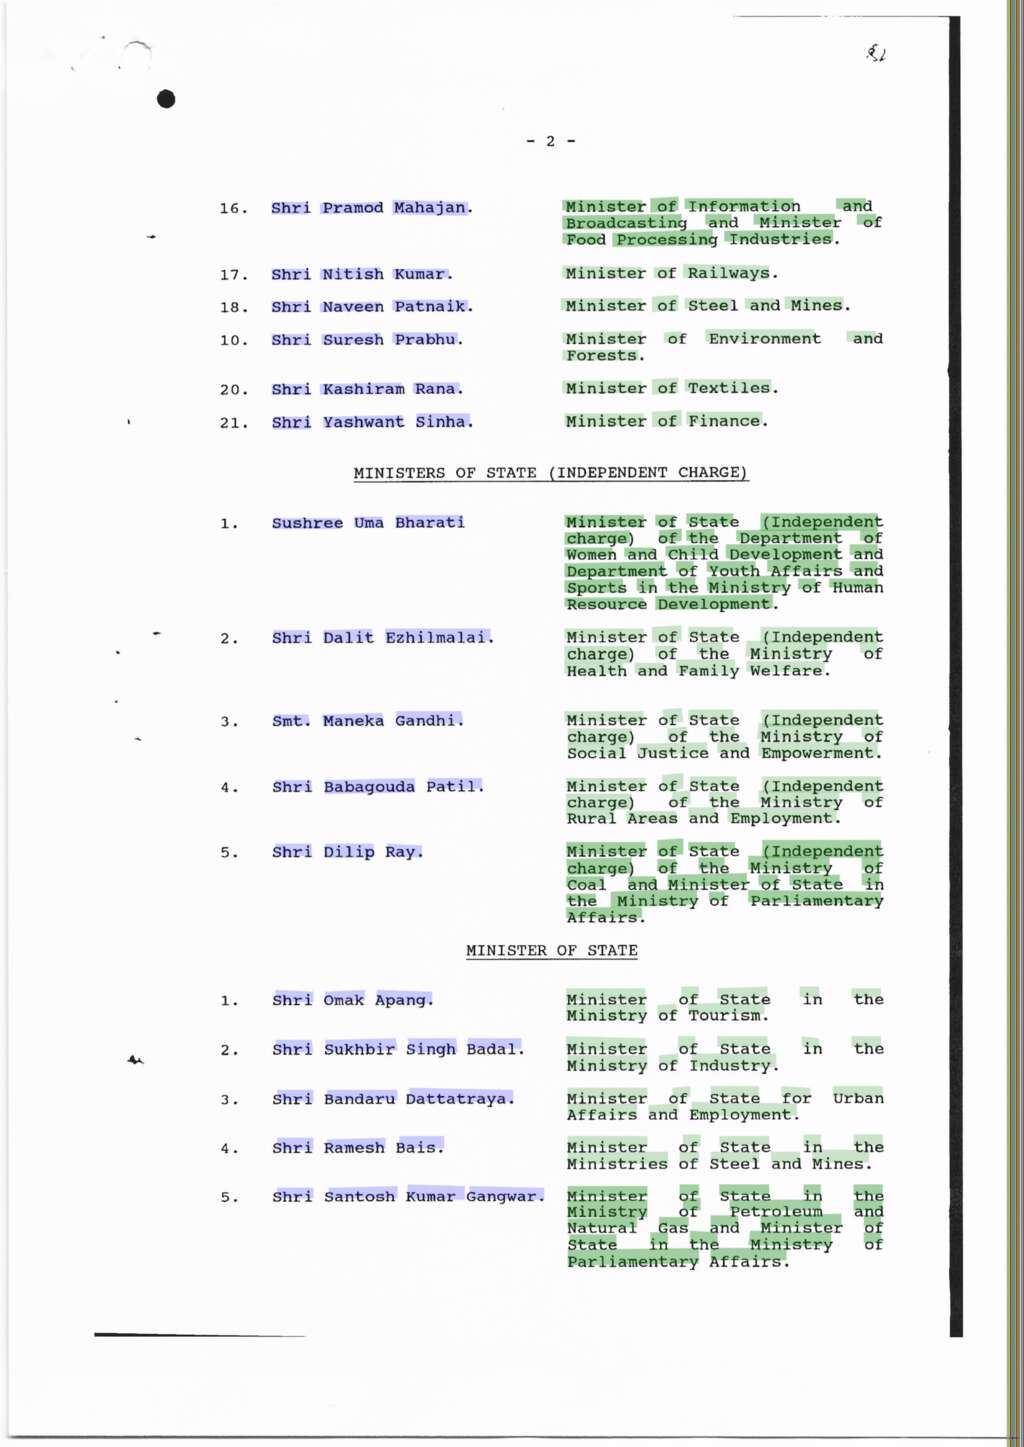 - 2 -
16. Shri Pramod Mahajan. Minister of Information and
Broadcasting and Minister of
Food Processing Industries.
17. Shri Nitish Kumar. Minister of Railways.
18. Shri Naveen Patnaik. Minister of Steel and Mines.
10. Shri Suresh Prabhu. Minister of Environment and
Forests.
20. Shri Kashiram Rana. Minister of Textiles.
21. Shri Yashwant Sinha. Minister of Finance.
MINISTERS OF STATE (INDEPENDENT CHARGE)
1. Sushree Uma Bharati Minister of State (Independent
charge) of the Department of
Women and Child Development and
Department of Youth Affairs and
Sports in the Ministry of Human
Resource Development.
2. Shri Dalit Ezhilmalai. Minister of State (Independent
charge) of the Ministry of
Health and Family Welfare.
3. Smt. Maneka Gandhi. Minister of State (Independent
charge) of the Ministry of
Social Justice and Empowerment.
4. Shri Babagouda Patil. Minister of State (Independent
charge) of the Ministry of
Rural Areas and Employment.
5. Shri Dilip Ray. Minister of State (Independent
charge) of the Ministry of
Coal and Minister of State in
the Ministry of Parliamentary
Affairs.
MINISTER OF STATE
1. Shri Omak Apang. Minister of State in the
Ministry of Tourism.
2. Shri Sukhbir Singh Badal. Minister of State in the
Ministry of Industry.
3. Shri Bandaru Dattatraya. Minister of State for Urban
Affairs and Employment.
4. Shri Ramesh Bais. Minister of State in the
Ministries of Steel and Mines.
5. Shri Santosh Kumar Gangwar. Minister of State in the
Ministry of Petroleum and
Natural Gas and Minister of
State in the Ministry of
Parliamentary Affairs.